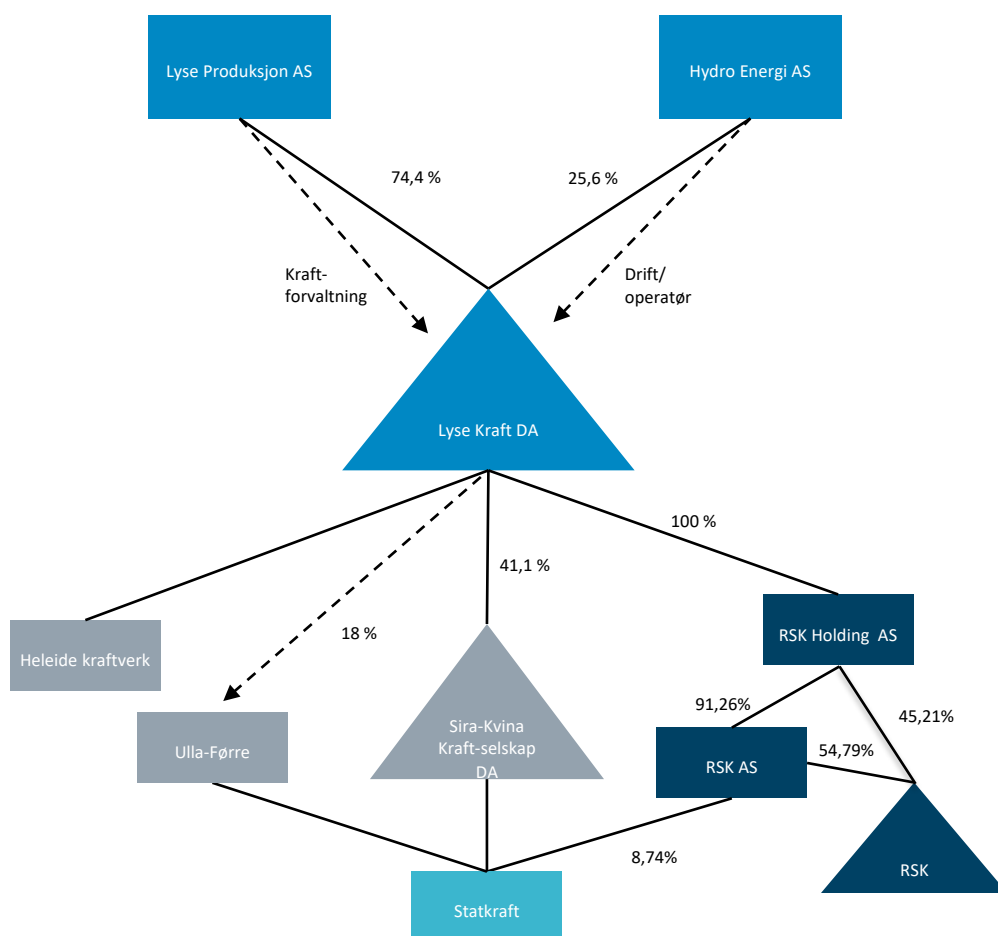 Lyse Produksjon AS
Hydro Energi AS
74,4 %
25,6 %
Kraft-
forvaltning
Drift/
operatør
Lyse Kraft DA
100 %
41,1 %
18 %
Heleide kraftverk
RSK Holding AS
91,26%
45,21%
Sira-Kvina
Kraft-selskap
DA
Ulla-Førre
54,79%
RSK AS
8,74%
RSK
Statkraft